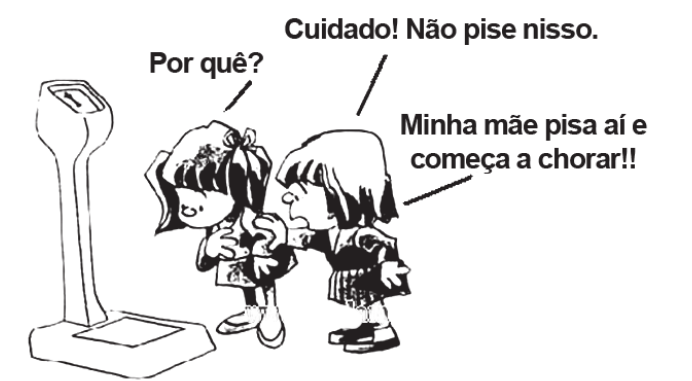 Cuidado! Não pise nisso.
Por quê?
Minha mãe pisa aí e
começa a chorar!!